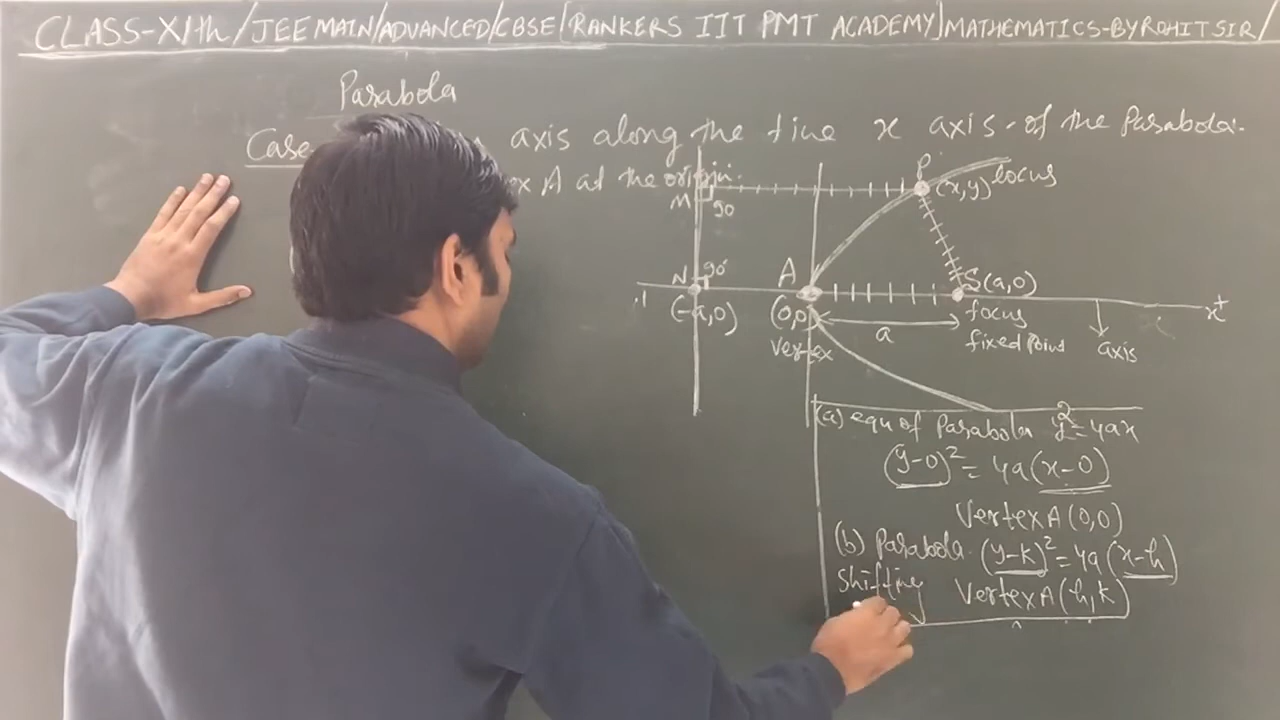 CLASS-XIth/JEE MAIN/ADVANCED/CBSE[RANKERS IIT PMT ACADEMY]MATHEMATICS-BY ROHIT SIR/
Parabola
Case axis along the line x axis of the Parabola.
x A at the origin.
P
(x,y) locus
M
90
N
90°
A
S(a,0)
(-a,0)
(0,0
a
focus
x+
Vertex
fixed Point
axis
(a) equ of Parabola y²=4ax
(y-0)² = 4a(x-0)
Vertex A(0,0)
(b) Parabola (y-k)²=4a(x-h)
Shifting Vertex A(h,k)